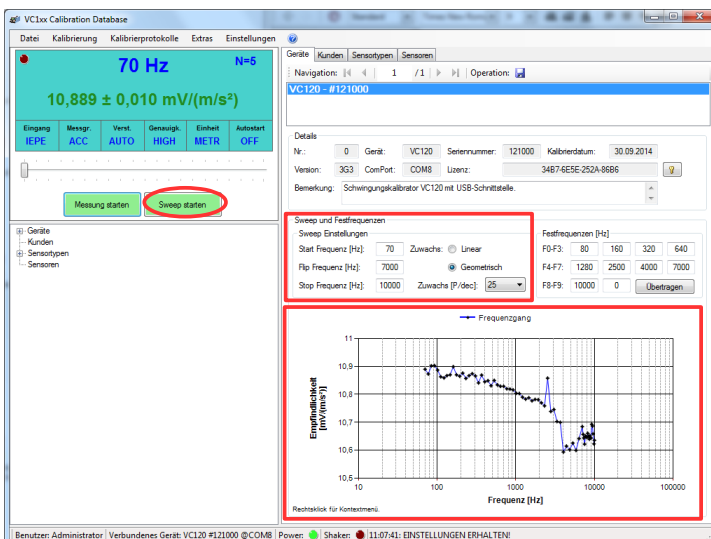 VC1xx Calibration Database
Datei Kalibrierung Kalibrierprotokolle Extras Einstellungen
70 Hz N=5
10,889 ± 0,010 mV/(m/s²)
Eingang Messgr. Verst. Genauigk. Einheit Autostart
IEPE ACC AUTO HIGH METR OFF
Messung starten Sweep starten
Geräte
Kunden
Sensortypen
Sensoren
Geräte Kunden Sensortypen Sensoren
Navigation: 1 /1 Operation:
VC120 - #121000
Details
Nr.: 0 Gerät: VC120 Seriennummer: 121000 Kalibrierdatum: 30.09.2014
Version: 3G3 ComPort: COM8 Lizenz: 34B7-6E5E-252A-86B6
Bemerkung: Schwingungskalibrator VC120 mit USB-Schnittstelle.
Sweep und Festfrequenzen
Sweep Einstellungen Festfrequenzen [Hz]
Start Frequenz [Hz]: 70 Zuwachs: Linear F0-F3: 80 160 320 640
Flip Frequenz [Hz]: 7000 Geometrisch F4-F7: 1280 2500 4000 7000
Stop Frequenz [Hz]: 10000 Zuwachs [P/dec]: 25 F8-F9: 10000 0 Übertragen
Frequenzgang
11
10,9
10,8
10,7
10,6
10,5
Empfindlichkeit
[mV/(m/s²)]
10 100 1000 10000 100000
Frequenz [Hz]
Rechtsklick für Kontextmenü.
Benutzer: Administrator Verbundenes Gerät: VC120 #121000 @COM8 Power: Shaker: 11:07:41: EINSTELLUNGEN ERHALTEN!